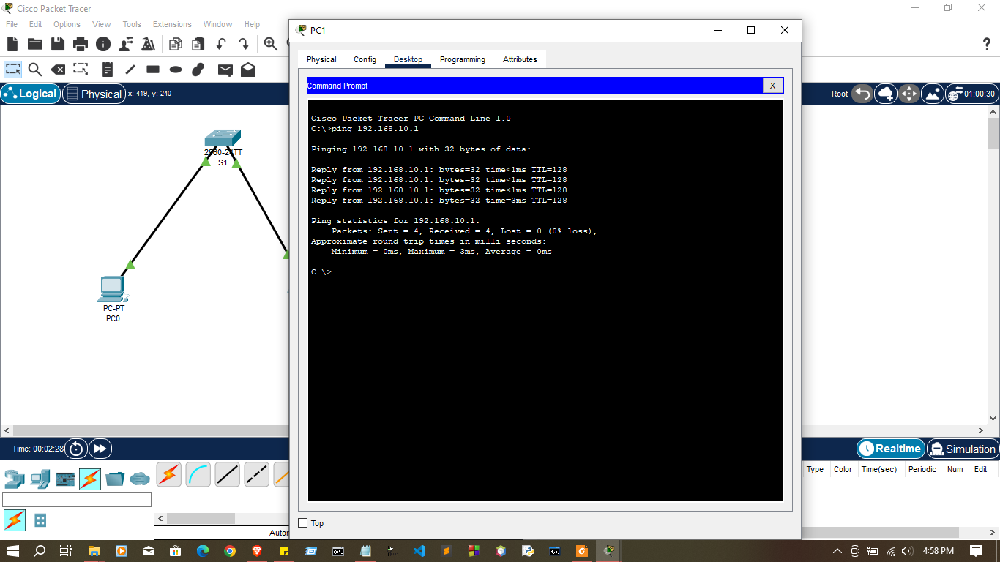 Cisco Packet Tracer
File Edit Options View Tools Extensions Window Help
Logical Physical x: 419, y: 240
Root 01:00:30
2960-24TT
S1
PC-PT
PC0
PC1
Physical Config Desktop Programming Attributes
Command Prompt X
Cisco Packet Tracer PC Command Line 1.0
C:\>ping 192.168.10.1
Pinging 192.168.10.1 with 32 bytes of data:
Reply from 192.168.10.1: bytes=32 time<1ms TTL=128
Reply from 192.168.10.1: bytes=32 time<1ms TTL=128
Reply from 192.168.10.1: bytes=32 time<1ms TTL=128
Reply from 192.168.10.1: bytes=32 time=3ms TTL=128
Ping statistics for 192.168.10.1:
Packets: Sent = 4, Received = 4, Lost = 0 (0% loss),
Approximate round trip times in milli-seconds:
Minimum = 0ms, Maximum = 3ms, Average = 0ms
C:\>
Top
Time: 00:02:28
Realtime Simulation
Type Color Time(sec) Periodic Num Edit
Auto
4:58 PM